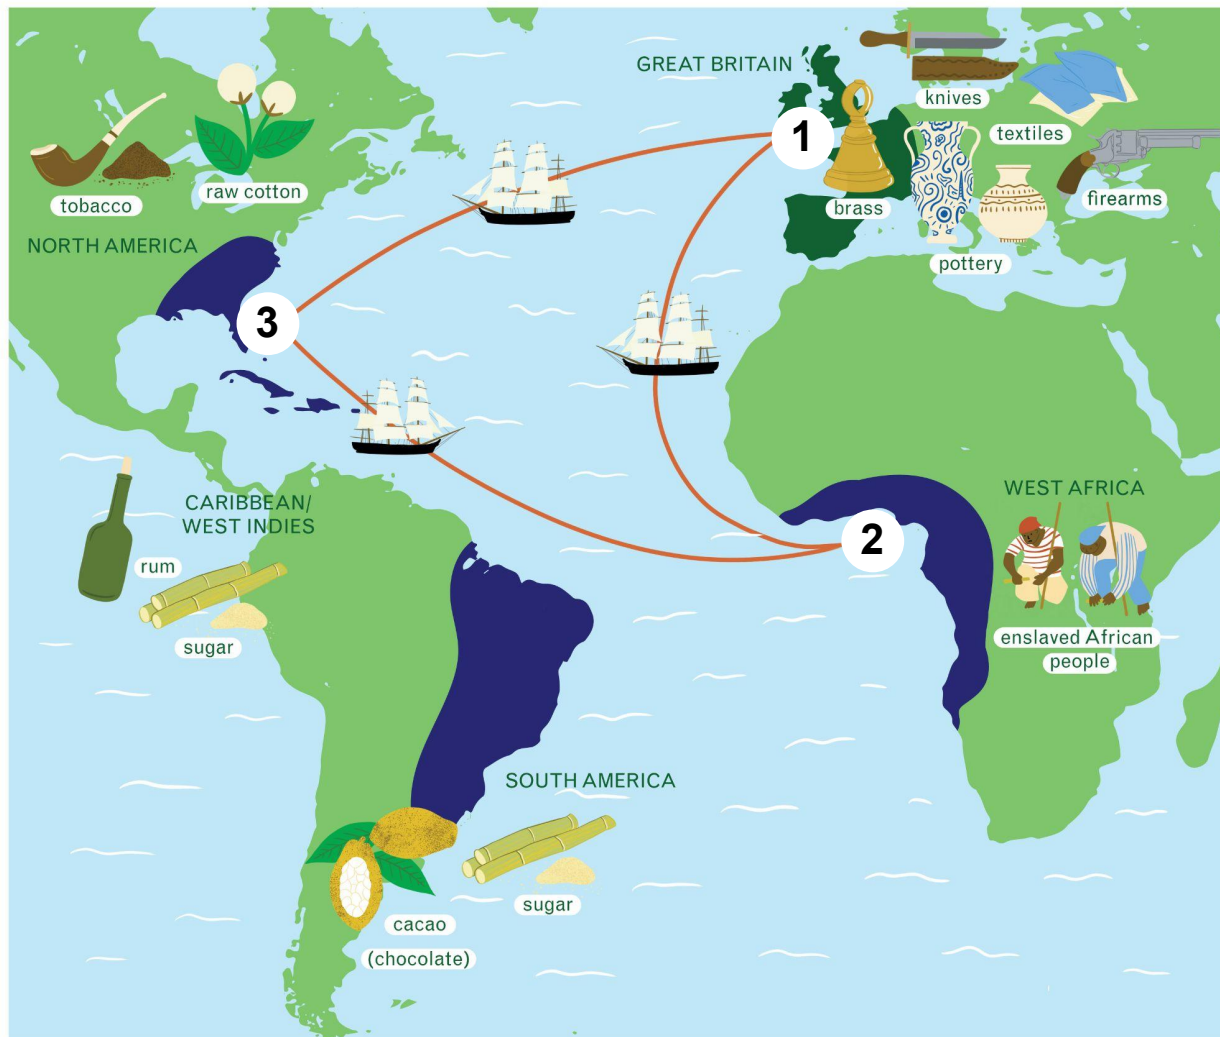 GREAT BRITAIN
1
knives
textiles
brass
firearms
pottery
tobacco
raw cotton
NORTH AMERICA
3
CARIBBEAN/
WEST INDIES
rum
sugar
2
WEST AFRICA
enslaved African
people
SOUTH AMERICA
sugar
cacao
(chocolate)